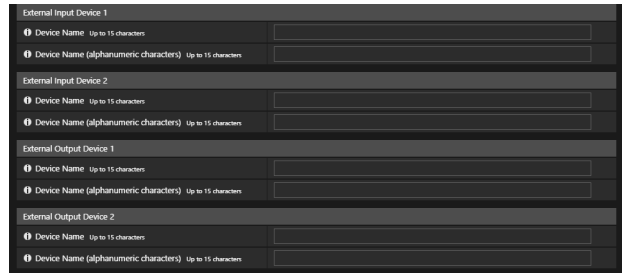 External Input Device 1
Device Name Up to 15 characters
Device Name (alphanumeric characters) Up to 15 characters
External Input Device 2
Device Name Up to 15 characters
Device Name (alphanumeric characters) Up to 15 characters
External Output Device 1
Device Name Up to 15 characters
Device Name (alphanumeric characters) Up to 15 characters
External Output Device 2
Device Name Up to 15 characters
Device Name (alphanumeric characters) Up to 15 characters